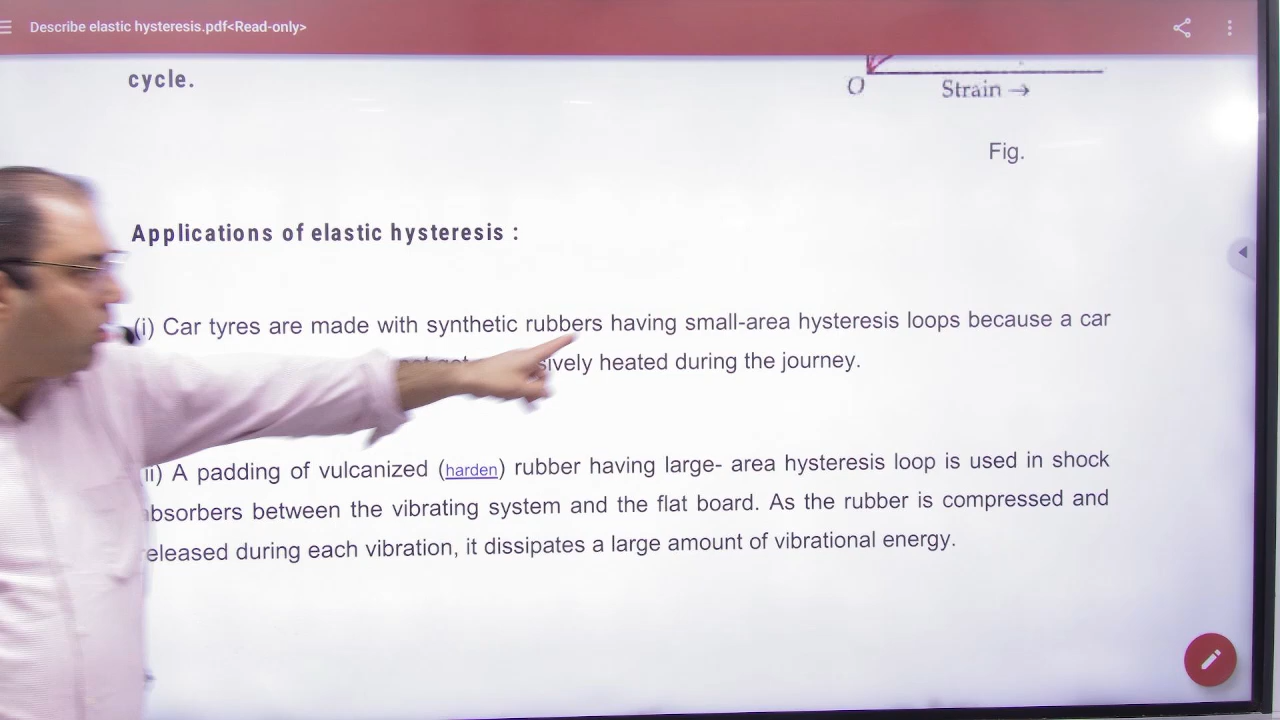 Describe elastic hysteresis.pdf<Read-only>
cycle.
O
Strain →
Fig.
Applications of elastic hysteresis :
(i) Car tyres are made with synthetic rubbers having small-area hysteresis loops because a car
heated during the journey.
ii) A padding of vulcanized (harden) rubber having large- area hysteresis loop is used in shock
absorbers between the vibrating system and the flat board. As the rubber is compressed and
eleased during each vibration, it dissipates a large amount of vibrational energy.